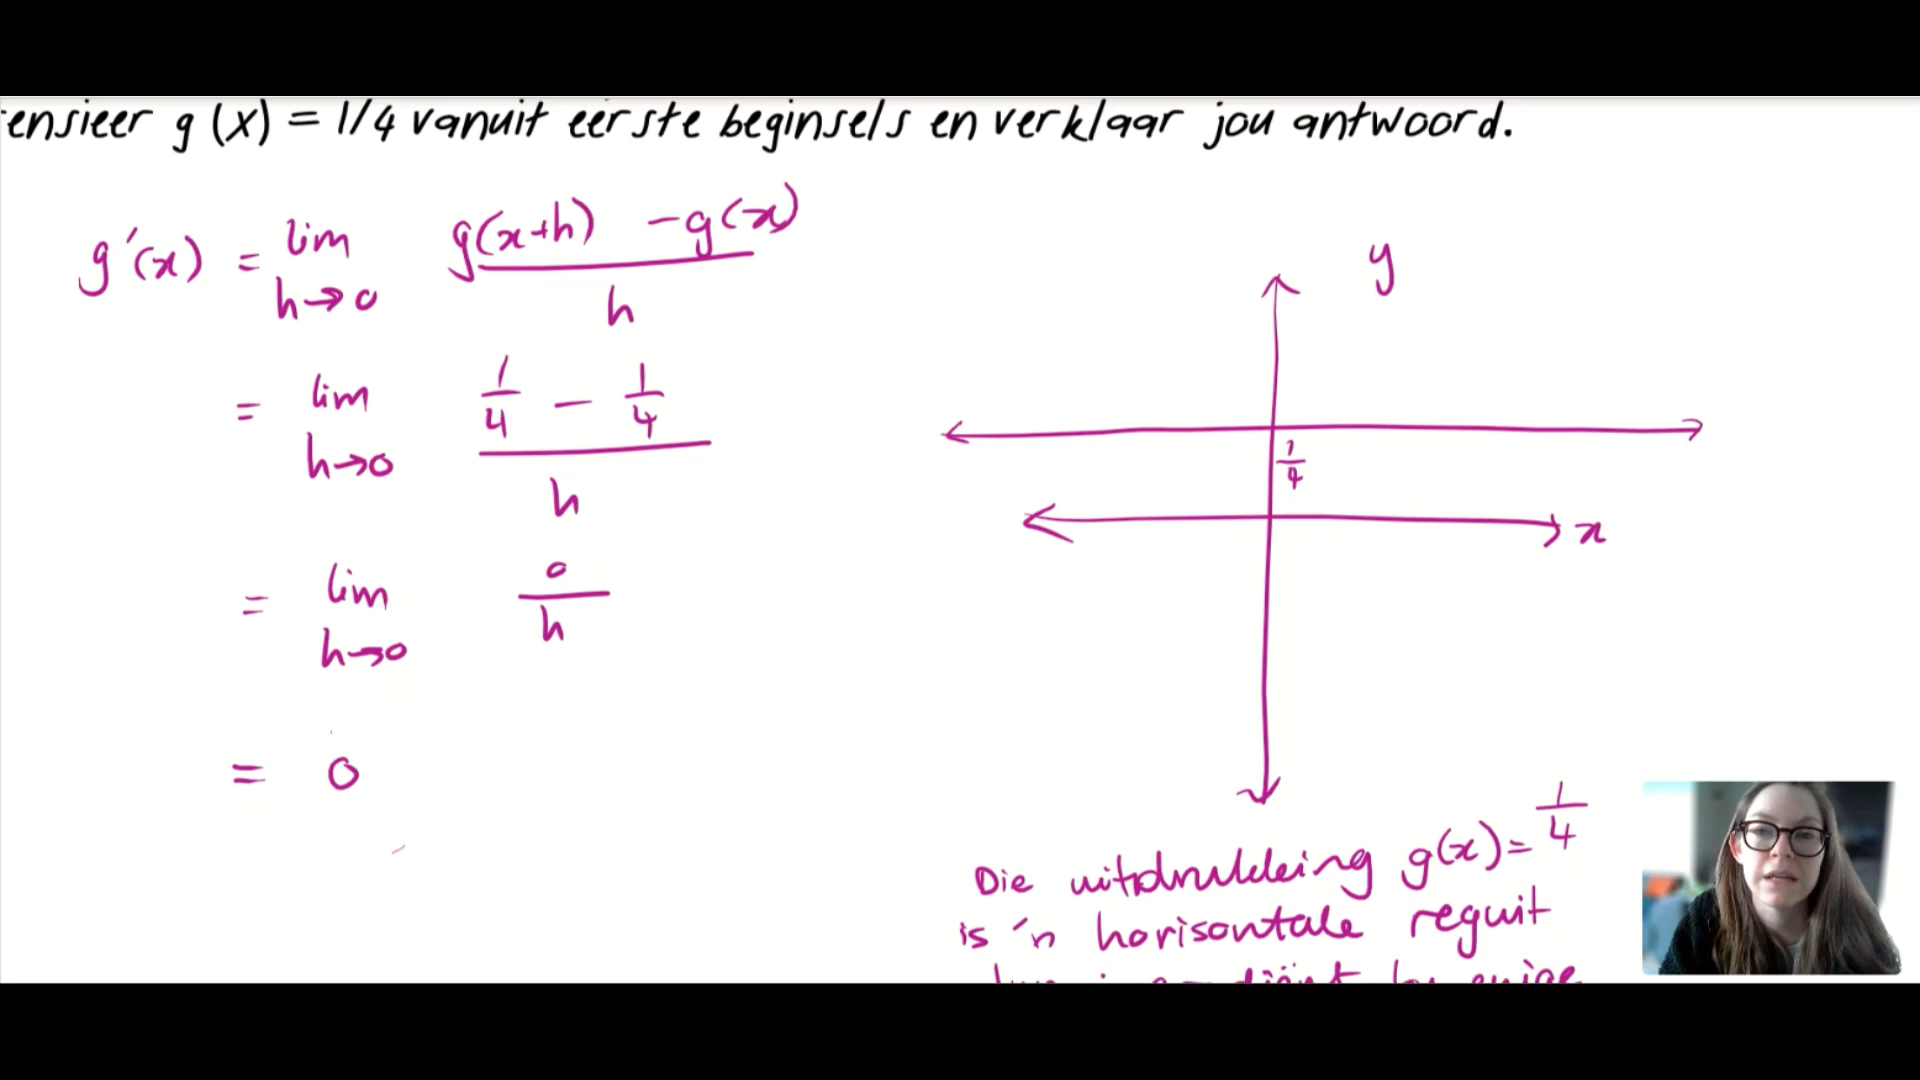 ensieer g (x) = 1/4 vanuit eerste beginsels en verklaar jou antwoord.
g'(x) = lim h→0 g(x+h) - g(x) / h
= lim h→0 1/4 - 1/4 / h
= lim h→0 0/h
= 0
y
1/4
x
Die uitdrukking g(x) = 1/4
is 'n horisontale reguit